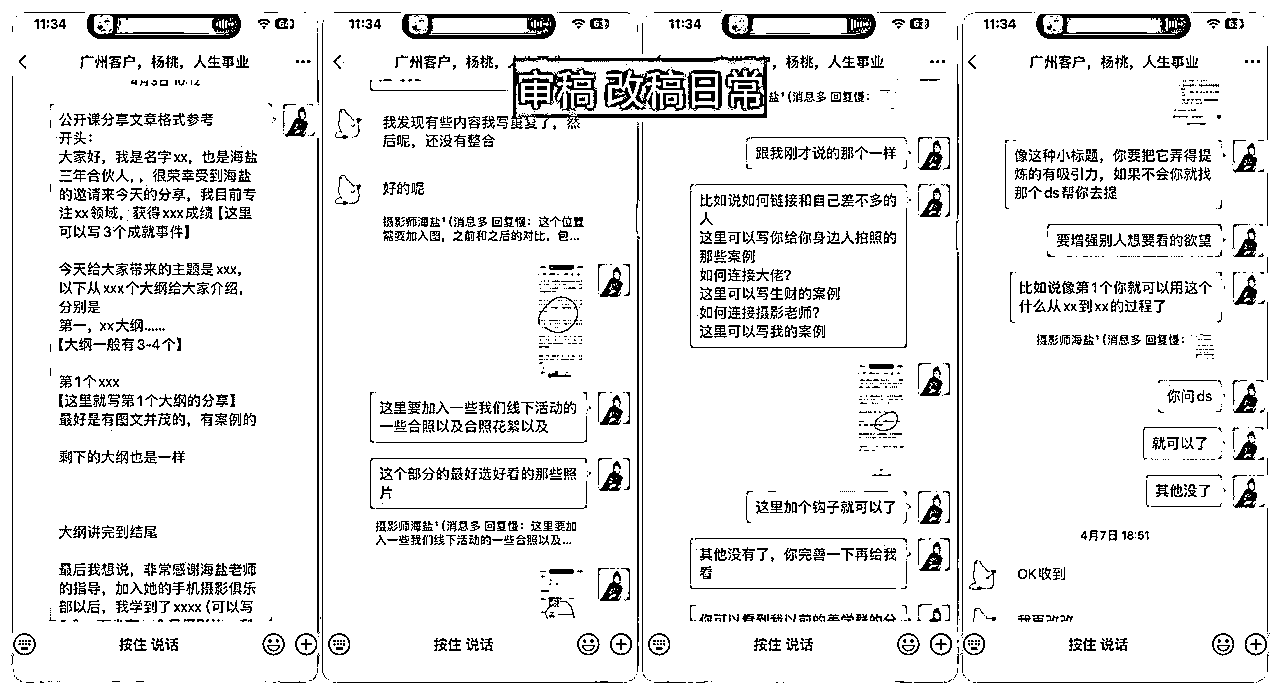 审稿 改稿日常
11:34
广州客户，杨桃，人生事业
4月3日 10:12
公开课分享文章格式参考
开头：
大家好，我是名字xx，也是海盐
三年合伙人，，很荣幸受到海盐
的邀请来今天的分享，我目前专
注xx领域，获得xxx成绩【这里
可以写3个成就事件】
今天给大家带来的主题是xxx，
以下从xxx个大纲给大家介绍，
分别是
第一，xx大纲......
【大纲一般有3-4个】
第1个xxx
【这里就写第1个大纲的分享】
最好是有图文并茂的，有案例的
剩下的大纲也是一样
大纲讲完到结尾
最后我想说，非常感谢海盐老师
的指导，加入她的手机摄影俱乐
部以后，我学到了xxxx（可以写
按住 说话
11:34
广州客户，杨桃，人生事业
我发现有些内容我写重复了，然
后呢，还没有整合
好的呢
摄影师海盐¹（消息多 回复慢：这个位置
需要加入图，之前和之后的对比，包...
这里要加入一些我们线下活动的
一些合照以及合照花絮以及
这个部分的最好选好看的那些照
片
摄影师海盐¹（消息多 回复慢：这里要加
入一些我们线下活动的一些合照以及...
按住 说话
11:34
杨桃，人生事业
盐¹（消息多 回复慢：
跟我刚才说的那个一样
比如说如何链接和自己差不多的
人
这里可以写你给你身边人拍照的
那些案例
如何连接大佬？
这里可以写生财的案例
如何连接摄影老师？
这里可以写我的案例
这里加个钩子就可以了
其他没有了，你完善一下再给我
看
你可以看到我以前的美学群的分
按住 说话
11:34
广州客户，杨桃，人生事业
像这种小标题，你要把它弄得提
炼的有吸引力，如果不会你就找
那个ds帮你去提
要增强别人想要看的欲望
比如说像第1个你就可以用这个
什么从xx到xx的过程了
摄影师海盐¹（消息多 回复慢：
你问ds
就可以了
其他没了
4月7日 18:51
OK收到
我再改改
按住 说话